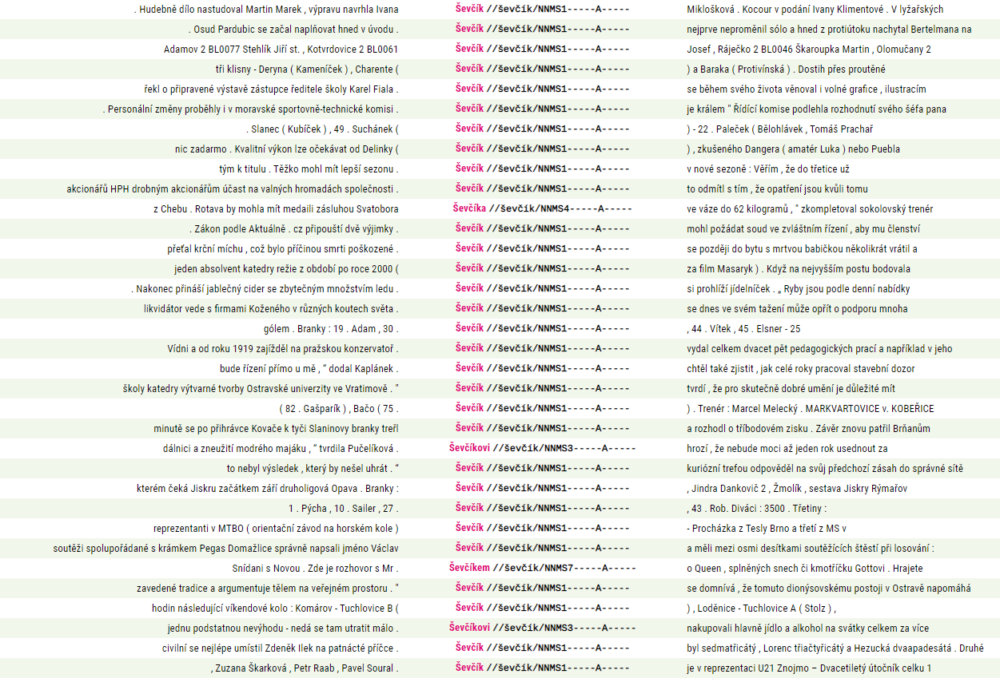 . Hudebně dílo nastudoval Martin Marek , výpravu navrhla Ivana Ševčík //ševčík/NNMS1-----A----- Miklošková . Kocour v podání Ivany Klimentové . V lyžařských
. Osud Pardubic se začal naplňovat hned v úvodu . Ševčík //ševčík/NNMS1-----A----- nejprve neproměnil sólo a hned z protiútoku nachytal Bertelmana na
Adamov 2 BL0077 Stehlík Jiří st. , Kotvrdovice 2 BL0061 Ševčík //ševčík/NNMS1-----A----- Josef , Ráječko 2 BL0046 Škaroupka Martin , Olomučany 2
tři klisny - Deryna ( Kameníček ) , Charente ( Ševčík //ševčík/NNMS1-----A----- ) a Baraka ( Protivínská ) . Dostih přes proutěné
řekl o připravené výstavě zástupce ředitele školy Karel Fiala . Ševčík //ševčík/NNMS1-----A----- se během svého života věnoval i volné grafice , ilustracím
. Personální změny proběhly i v moravské sportovně-technické komisi . Ševčík //ševčík/NNMS1-----A----- je králem " Řídící komise podlehla rozhodnutí svého šéfa pana
. Slanec ( Kubíček ) , 49 . Suchánek ( Ševčík //ševčík/NNMS1-----A----- ) - 22 . Paleček ( Bělohlávek , Tomáš Prachař
nic zadarmo . Kvalitní výkon lze očekávat od Delinky ( Ševčík //ševčík/NNMS1-----A----- ) , zkušeného Dangera ( amatér Luka ) nebo Puebla
tým k titulu . Těžko mohl mít lepší sezonu . Ševčík //ševčík/NNMS1-----A----- v nové sezoně : Věřím , že do třetice už
akcionářů HPH drobným akcionářům účast na valných hromadách společnosti . Ševčík //ševčík/NNMS1-----A----- to odmítl s tím , že opatření jsou kvůli tomu
z Chebu . Rotava by mohla mít medaili zásluhou Svatobora Ševčíka //ševčík/NNMS4-----A----- ve váze do 62 kilogramů , " zkompletoval sokolovský trenér
. Zákon podle Aktuálně . cz připouští dvě výjimky . Ševčík //ševčík/NNMS1-----A----- mohl požádat soud ve zvláštním řízení , aby mu členství
přeťal krční míchu , což bylo příčinou smrti poškozené . Ševčík //ševčík/NNMS1-----A----- se později do bytu s mrtvou babičkou několikrát vrátil a
jeden absolvent katedry režie z období po roce 2000 ( Ševčík //ševčík/NNMS1-----A----- za film Masaryk ) . Když na nejvyšším postu bodovala
. Nakonec přináší jablečný cider se zbytečným množstvím ledu . Ševčík //ševčík/NNMS1-----A----- si prohlíží jídelníček . „ Ryby jsou podle denní nabídky
likvidátor vede s firmami Koženého v různých koutech světa . Ševčík //ševčík/NNMS1-----A----- se dnes ve svém tažení může opřít o podporu mnoha
gólem . Branky : 19 . Adam , 30 . Ševčík //ševčík/NNMS1-----A----- , 44 . Vítek , 45 . Elsner - 25
Vídni a od roku 1919 zajížděl na pražskou konzervatoř . Ševčík //ševčík/NNMS1-----A----- vydal celkem dvacet pět pedagogických prací a například v jeho
bude řízení přímo u mě , “ dodal Kaplánek . Ševčík //ševčík/NNMS1-----A----- chtěl také zjistit , jak celé roky pracoval stavební dozor
školy katedry výtvarné tvorby Ostravské univerzity ve Vratimově . " Ševčík //ševčík/NNMS1-----A----- tvrdí , že pro skutečně dobré umění je důležité mít
( 82 . Gašparík ) , Bačo ( 75 . Ševčík //ševčík/NNMS1-----A----- ) . Trenér : Marcel Melecký . MARKVARTOVICE v. KOBEŘICE
minutě se po přihrávce Kovače k tyči Slaninovy branky trefl Ševčík //ševčík/NNMS1-----A----- a rozhodl o tříbodovém zisku . Závěr znovu patřil Brňanům
dálnici a zneužití modrého majáku , “ tvrdila Pučelíková . Ševčíkovi //ševčík/NNMS3-----A----- hrozí , že nebude moci až jeden rok usednout za
to nebyl výsledek , který by nešel uhrát . “ Ševčík //ševčík/NNMS1-----A----- kuriózní trefou odpověděl na svůj předchozí zásah do správné sítě
kterém čeká Jiskru začátkem září druholigová Opava . Branky : Ševčík //ševčík/NNMS1-----A----- , Jindra Dankovič 2 , Žmolík , sestava Jiskry Rýmařov
1 . Pýcha , 10 . Sailer , 27 . Ševčík //ševčík/NNMS1-----A----- , 43 . Rob. Diváci : 3500 . Třetiny :
reprezentanti v MTBO ( orientační závod na horském kole ) Ševčík //ševčík/NNMS1-----A----- - Procházka z Tesly Brno a třetí z MS v
soutěži spolupořádané s krámkem Pegas Domažlice správně napsali jméno Václav Ševčík //ševčík/NNMS1-----A----- a měli mezi osmi desítkami soutěžících štěstí při losování :
Snídani s Novou . Zde je rozhovor s Mr . Ševčíkem //ševčík/NNMS7-----A----- o Queen , splněných snech či kmotříčku Gottovi . Hrajete
zavedené tradice a argumentuje tělem na veřejném prostoru . " Ševčík //ševčík/NNMS1-----A----- se domnívá , že tomuto dionýsovskému postoji v Ostravě napomáhá
hodin následující víkendové kolo : Komárov - Tuchlovice B ( Ševčík //ševčík/NNMS1-----A----- ) , Loděnice - Tuchlovice A ( Stolz ) ,
jednu podstatnou nevýhodu - nedá se tam utratit málo . Ševčíkovi //ševčík/NNMS3-----A----- nakupovali hlavně jídlo a alkohol na svátky celkem za více
civilní se nejlépe umístil Zdeněk Ilek na patnácté příčce . Ševčík //ševčík/NNMS1-----A----- byl sedmatřicátý , Lorenc třiačtyřicátý a Hezucká dvaapadesátá . Druhé
, Zuzana Škarková , Petr Raab , Pavel Soural . Ševčík //ševčík/NNMS1-----A----- je v reprezentaci U21 Znojmo – Dvacetiletý útočník celku 1